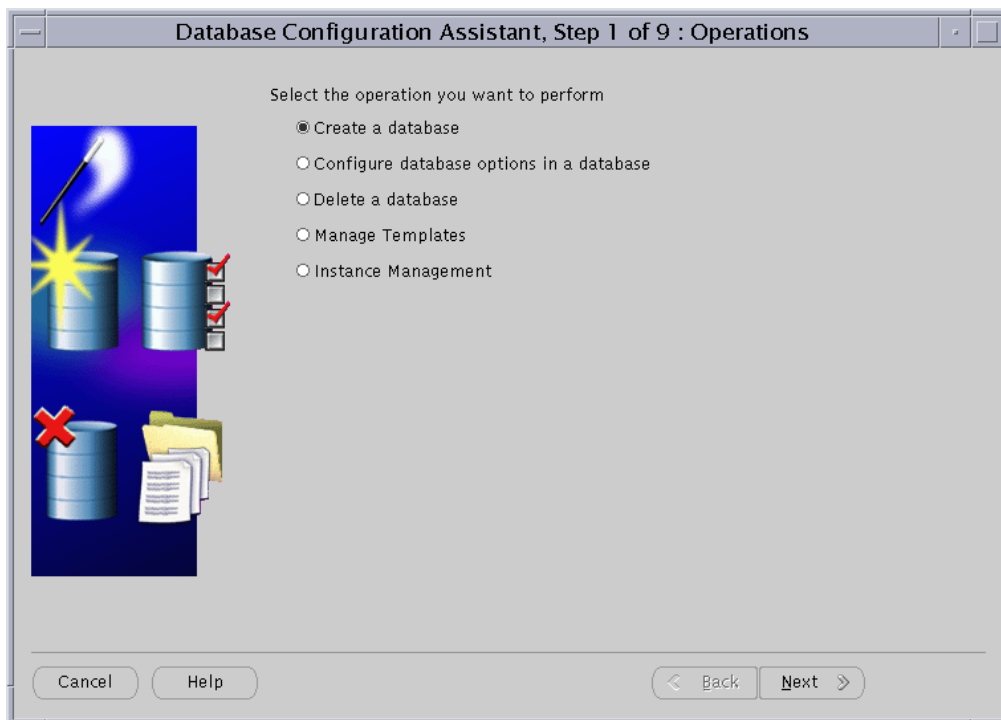 Database Configuration Assistant, Step 1 of 9 : Operations
Select the operation you want to perform
Create a database
Configure database options in a database
Delete a database
Manage Templates
Instance Management
Cancel
Help
Back
Next